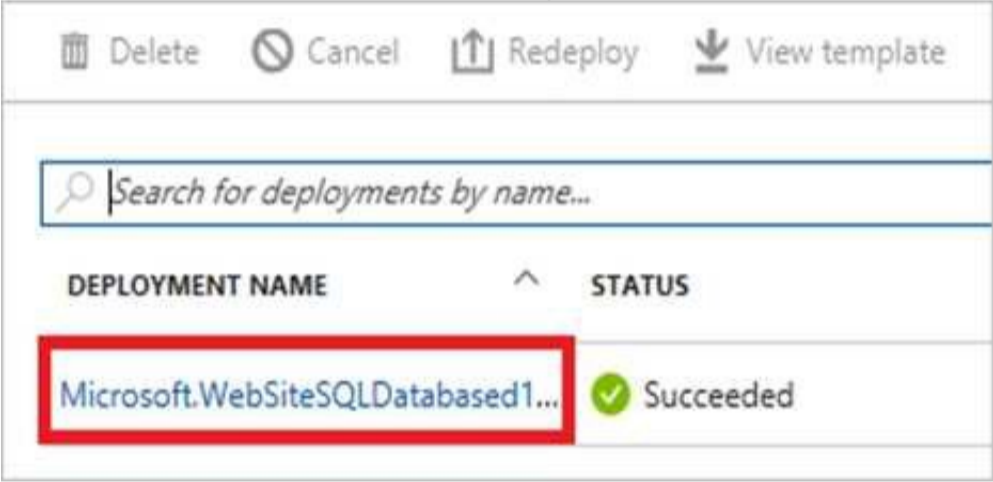 Delete Cancel Redeploy View template
Search for deployments by name...
DEPLOYMENT NAME STATUS
Microsoft.WebSiteSQLDatabased1... Succeeded